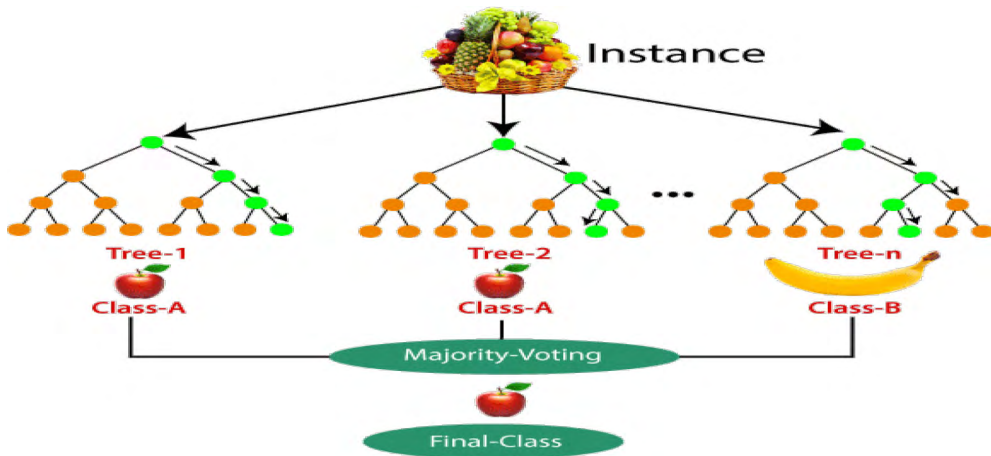 Instance
Tree-1
Tree-2
Tree-n
Class-A
Class-A
Class-B
Majority-Voting
Final-Class